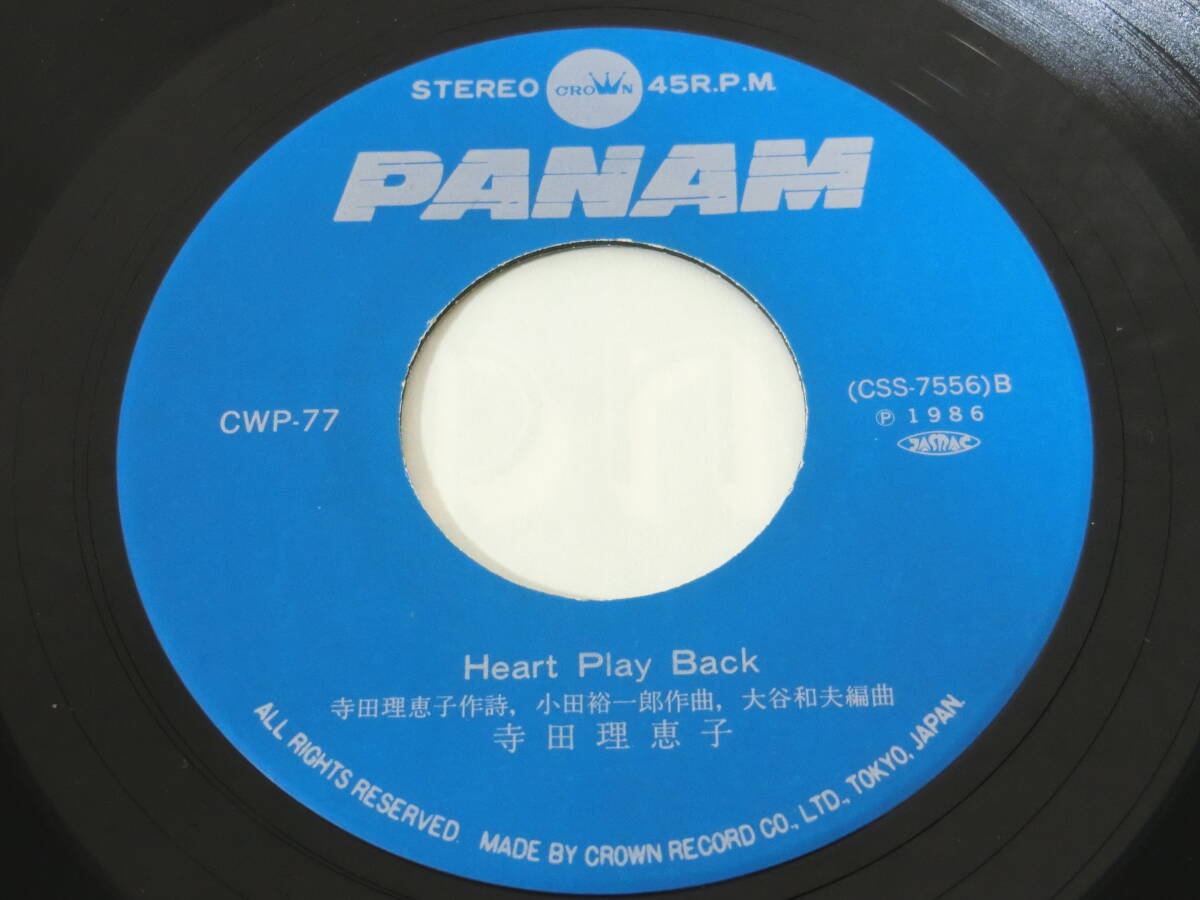 STEREO CROWN 45R.P.M.
PANAM
CWP-77
(CSS-7556)B
Ⓟ 1986
JASRAC
Heart Play Back
寺田理恵子作詩, 小田裕一郎作曲, 大谷和夫編曲
寺田理恵子
ALL RIGHTS RESERVED. MADE BY CROWN RECORD CO., LTD., TOKYO, JAPAN.